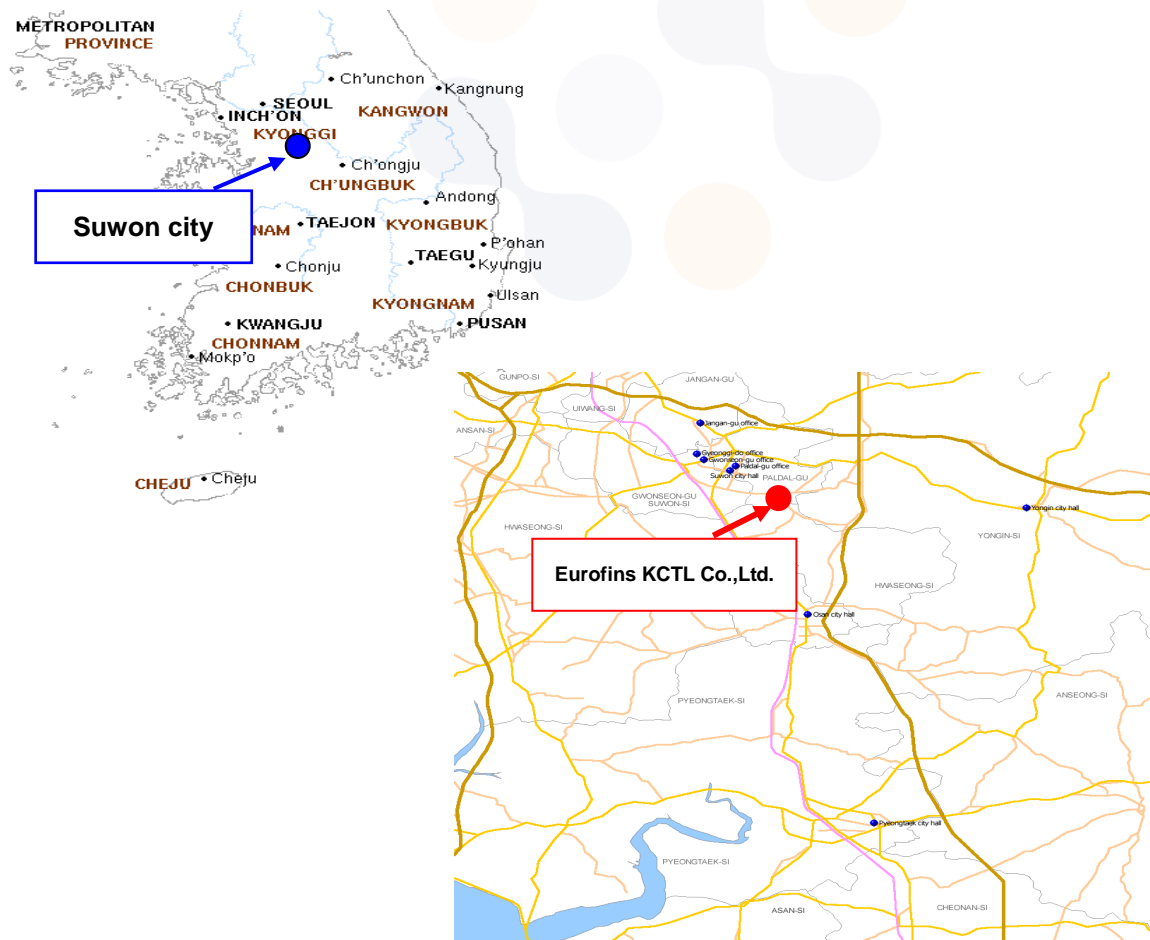 METROPOLITAN
PROVINCE
Ch'unchon
Kangnung
SEOUL
KANGWON
INCH'ON
KYONGGI
Ch'ongju
CH'UNGBUK
Andong
Suwon city
NAM
TAEJON
KYONGBUK
P'ohan
TAEGU
Kyungju
Chonju
CHONBUK
Ulsan
KYONGNAM
PUSAN
KWANGJU
CHONNAM
Mokp'o
CHEJU
Cheju
GUNPO-SI
JANGAN-GU
UIWANG-SI
Jangan-gu office
ANSAN-SI
Gyeonggi-do office
Gwonseon-gu office
Paldal-gu office
Suwon city hall
PALDAL-GU
GWONSEON-GU
SUWON-SI
Yongin city hall
HWASEONG-SI
YONGIN-SI
Eurofins KCTL Co.,Ltd.
HWASEONG-SI
Osan city hall
ANSEONG-SI
PYEONGTAEK-SI
Pyeongtaek city hall
PYEONGTAEK-SI
ASAN-SI
CHEONAN-SI